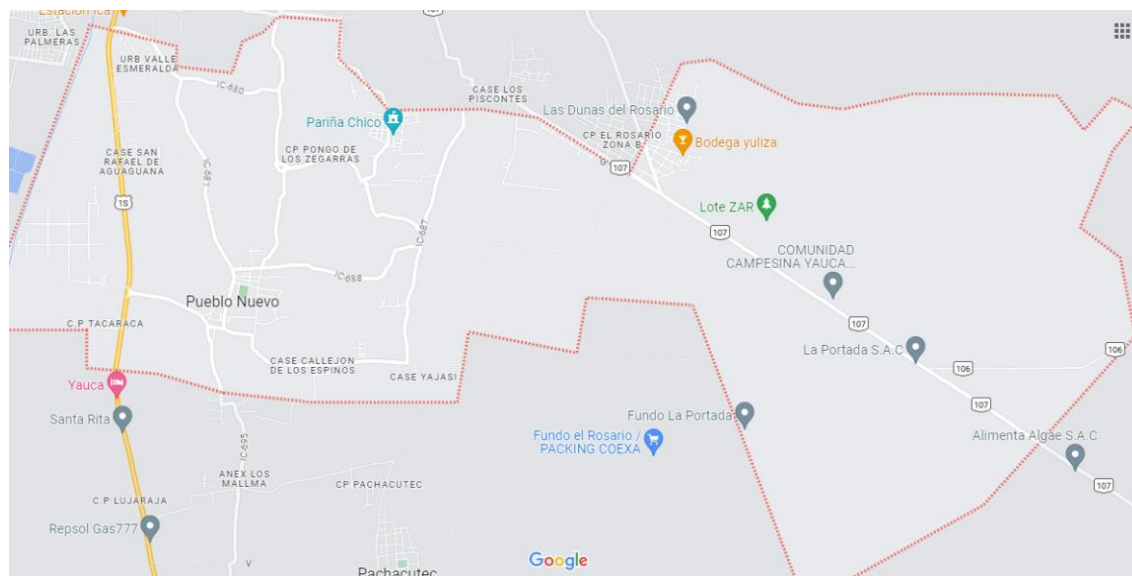 Estación Ica
107
URB. LAS
PALMERAS
URB VALLE
ESMERALDA
IC-680
CASE LOS
PISCONTES
Las Dunas del Rosario
Pariña Chico
CP EL ROSARIO
ZONA B
Bodega yuliza
CASE SAN
RAFAEL DE
AGUAGUANA
CP PONGO DE
LOS ZEGARRAS
107
IC-681
1S
Lote ZAR
IC-687
107
COMUNIDAD
CAMPESINA YAUCA...
IC-688
Pueblo Nuevo
C.P TACARACA
107
La Portada S.A.C
106
106
CASE CALLEJON
DE LOS ESPINOS
CASE YAJASI
Yauca
107
Santa Rita
Fundo La Portada
Fundo el Rosario /
PACKING COEXA
Alimenta Algae S.A.C
IC-695
ANEX LOS
MALLMA
CP PACHACUTEC
107
C.P LUJARAJA
Repsol Gas777
V
Google
Pachacutec